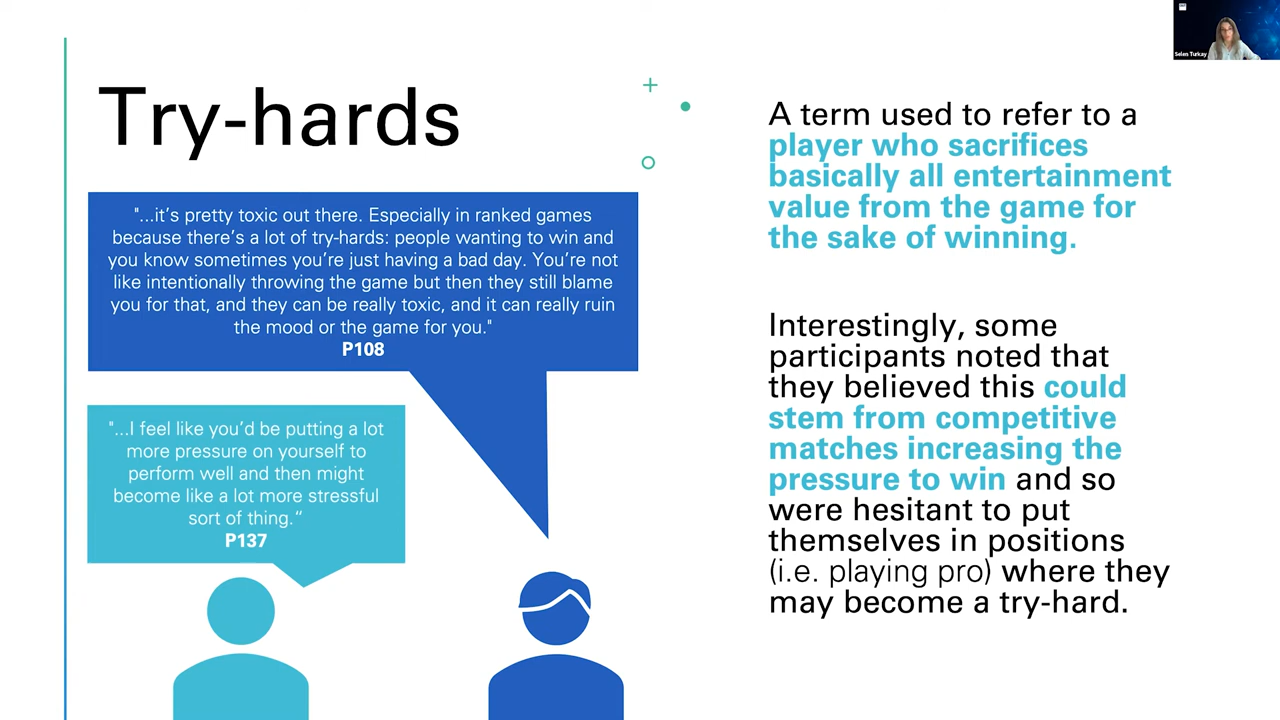 Try-hards
"...it’s pretty toxic out there. Especially in ranked games
because there’s a lot of try-hards: people wanting to win and
you know sometimes you’re just having a bad day. You’re not
like intentionally throwing the game but then they still blame
you for that, and they can be really toxic, and it can really ruin
the mood or the game for you."
P108
"...I feel like you’d be putting a lot
more pressure on yourself to
perform well and then might
become like a lot more stressful
sort of thing.“
P137
A term used to refer to a
player who sacrifices
basically all entertainment
value from the game for
the sake of winning.
Interestingly, some
participants noted that
they believed this could
stem from competitive
matches increasing the
pressure to win and so
were hesitant to put
themselves in positions
(i.e. playing pro) where they
may become a try-hard.
Selen Turkay